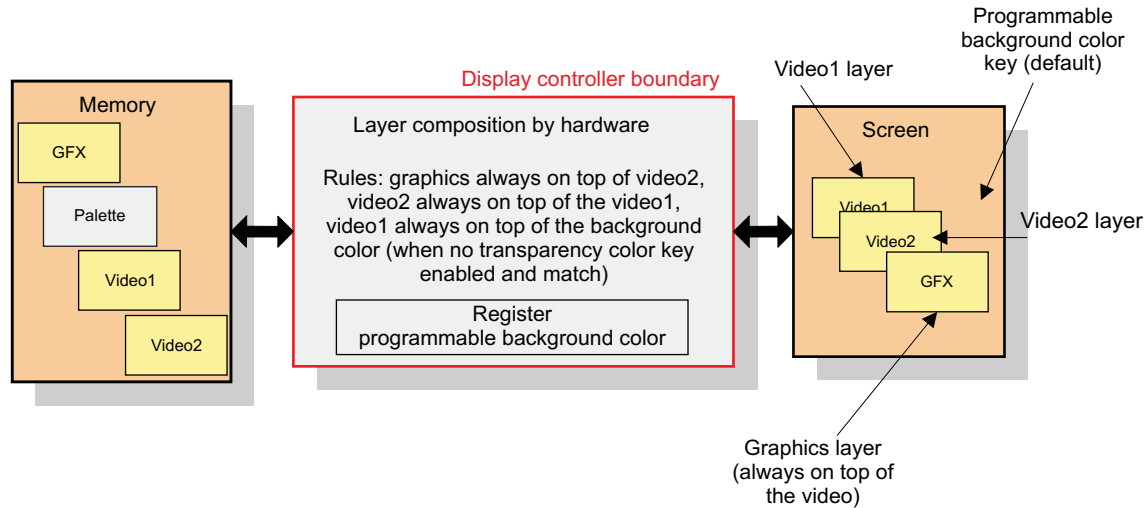 Memory
GFX
Palette
Video1
Video2
Display controller boundary
Layer composition by hardware
Rules: graphics always on top of video2,
video2 always on top of the video1,
video1 always on top of the background
color (when no transparency color key
enabled and match)
Register
programmable background color
Video1 layer
Programmable
background color
key (default)
Screen
Video1
Video2
GFX
Video2 layer
Graphics layer
(always on top of
the video)